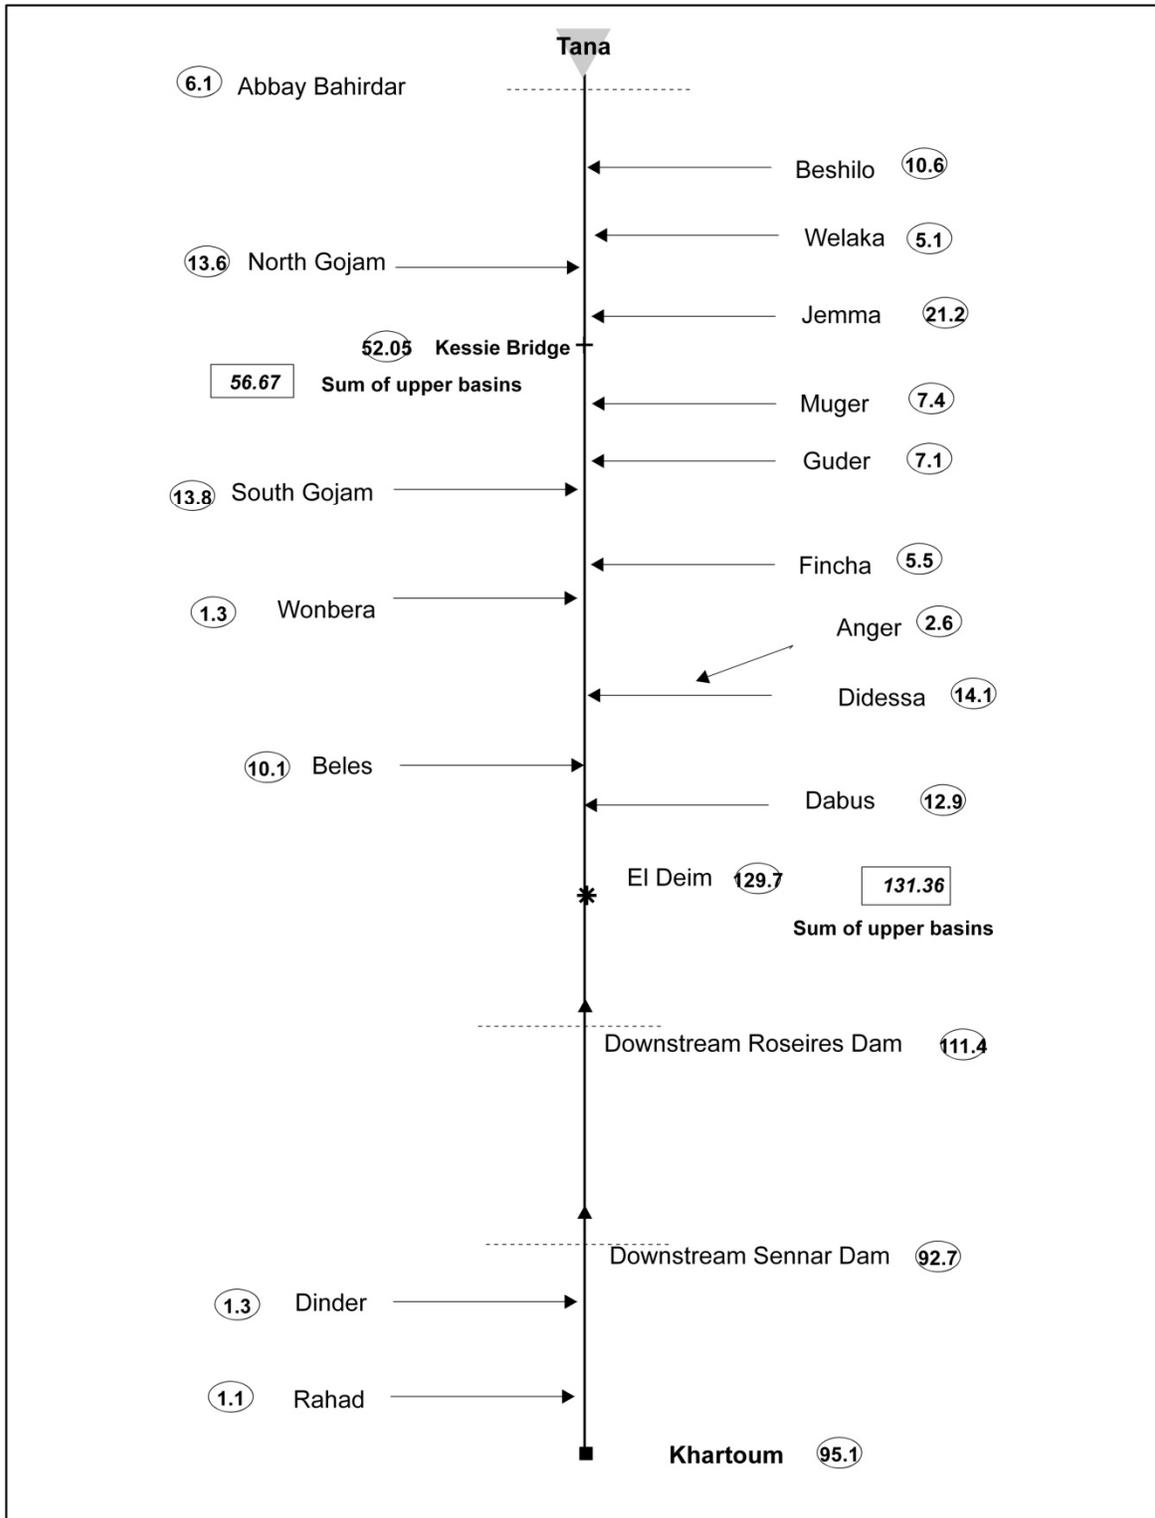 Tana
6.1 Abbay Bahirdar
Beshilo 10.6
Welaka 5.1
13.6 North Gojam
Jemma 21.2
52.05 Kessie Bridge
56.67 Sum of upper basins
Muger 7.4
Guder 7.1
13.8 South Gojam
Fincha 5.5
1.3 Wonbera
Anger 2.6
Didessa 14.1
10.1 Beles
Dabus 12.9
El Deim 129.7 131.36
Sum of upper basins
Downstream Roseires Dam 111.4
Downstream Sennar Dam 92.7
1.3 Dinder
1.1 Rahad
Khartoum 95.1